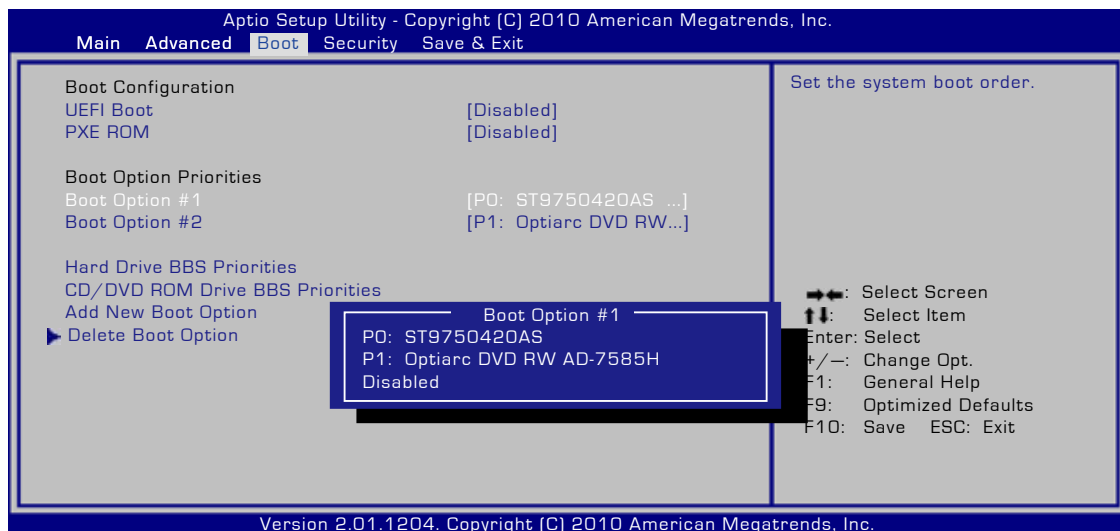 Aptio Setup Utility - Copyright (C) 2010 American Megatrends, Inc.
Main Advanced Boot Security Save & Exit
Boot Configuration
UEFI Boot [Disabled]
PXE ROM [Disabled]
Boot Option Priorities
Boot Option #1 [P0: ST9750420AS ...]
Boot Option #2 [P1: Optiarc DVD RW...]
Hard Drive BBS Priorities
CD/DVD ROM Drive BBS Priorities
Add New Boot Option
Delete Boot Option
Boot Option #1
P0: ST9750420AS
P1: Optiarc DVD RW AD-7585H
Disabled
Set the system boot order.
→←: Select Screen
↑↓: Select Item
Enter: Select
+/—: Change Opt.
F1: General Help
F9: Optimized Defaults
F10: Save ESC: Exit
Version 2.01.1204. Copyright (C) 2010 American Megatrends, Inc.